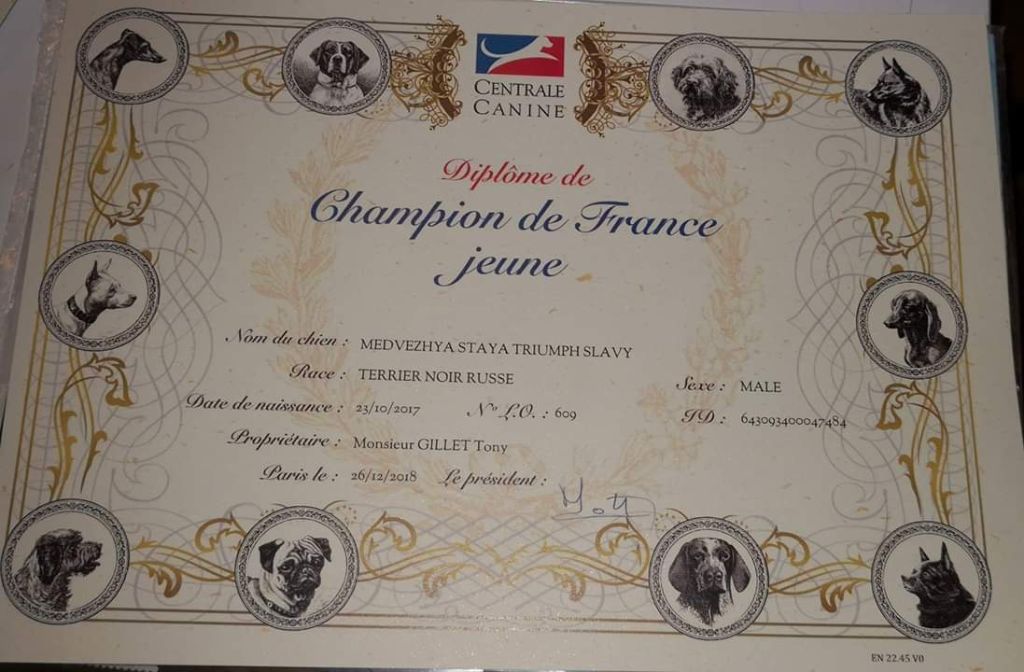 CENTRALE
CANINE
Diplôme de
Champion de France
jeune
Nom du chien : MEDVEZHYA STAYA TRIUMPH SLAVY
Race : TERRIER NOIR RUSSE Sexe : MALE
Date de naissance : 23/10/2017 N° L.O. : 609 ID : 643093400047484
Propriétaire : Monsieur GILLET Tony
Paris le : 26/12/2018 Le président :
EN 22.45 V0